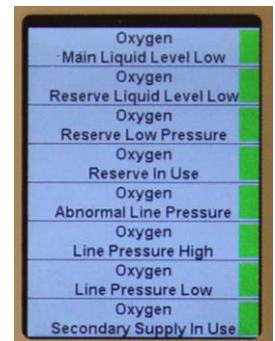 Oxygen
Main Liquid Level Low
Oxygen
Reserve Liquid Level Low
Oxygen
Reserve Low Pressure
Oxygen
Reserve In Use
Oxygen
Abnormal Line Pressure
Oxygen
Line Pressure High
Oxygen
Line Pressure Low
Oxygen
Secondary Supply In Use